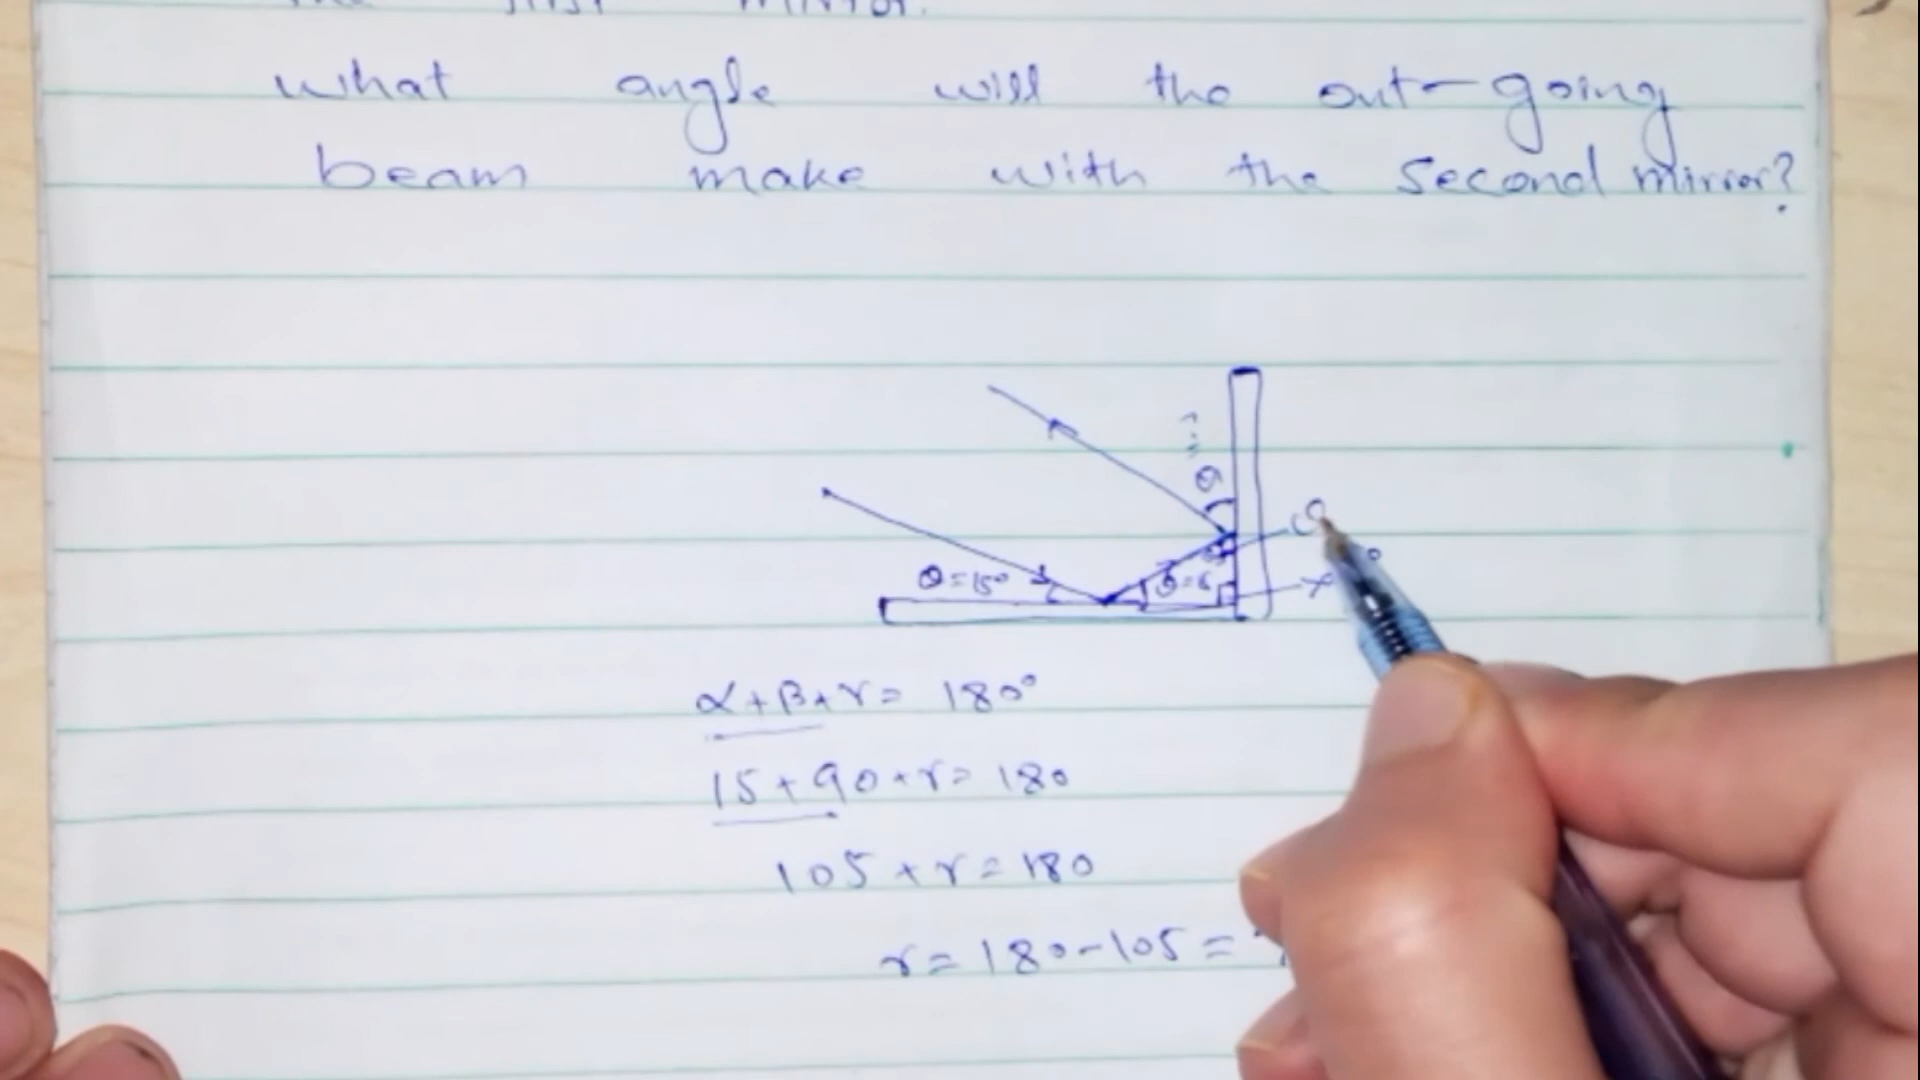 what angle will the out-going
beam make with the second mirror?
θ
θ=15°
α+β+γ= 180°
15+90+γ= 180
105+γ=180
γ=180-105=